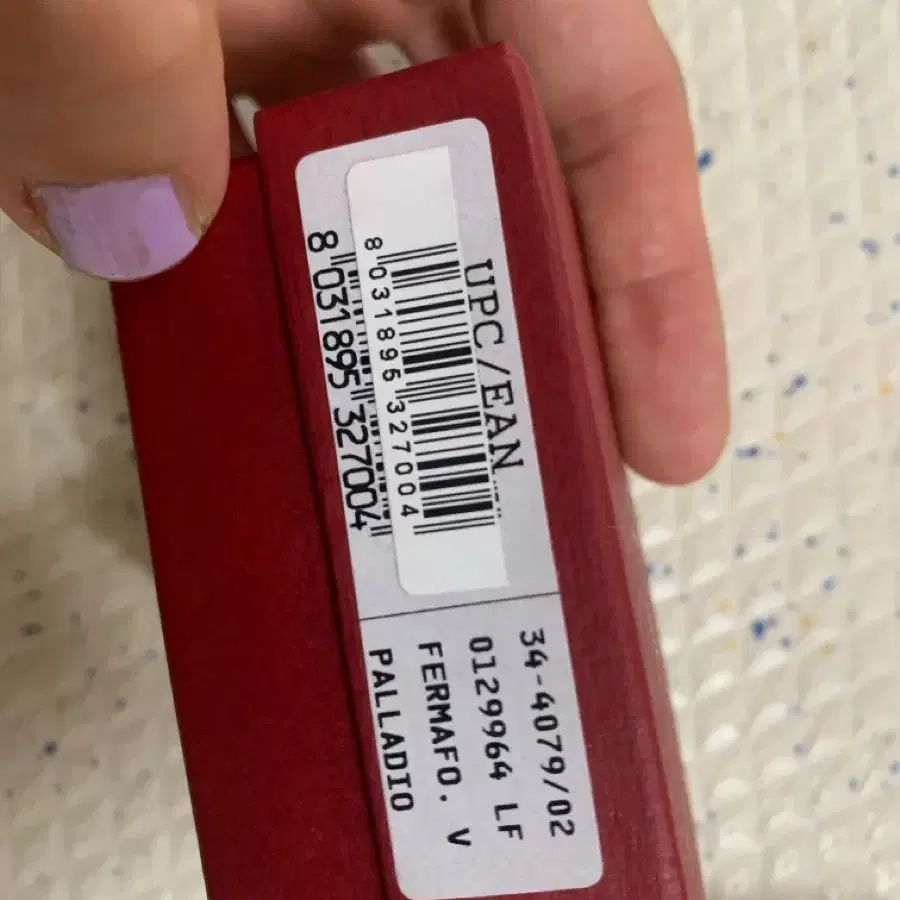 UPC/EAN
8 031895 327004
8 031895 327004
34-4079/02
0129964 LF
FERMAFO. V
PALLADIO